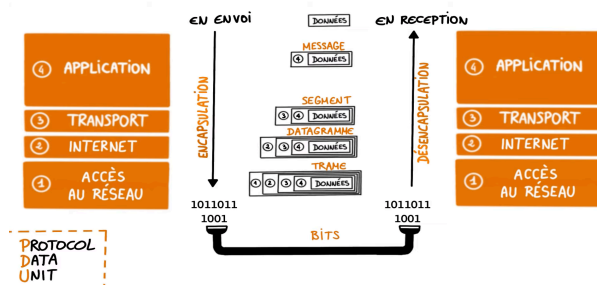 EN ENVOI
DONNÉES
EN RECEPTION
④ APPLICATION
③ TRANSPORT
② INTERNET
① ACCÈS
AU RÉSEAU
ENCAPSULATION
MESSAGE
④ DONNÉES
SEGMENT
③ ④ DONNÉES
DATAGRAMME
② ③ ④ DONNÉES
TRAME
① ② ③ ④ DONNÉES
DÉSENCAPSULATION
④ APPLICATION
③ TRANSPORT
② INTERNET
① ACCÈS
AU RÉSEAU
1011011
1001
1011011
1001
BITS
PROTOCOL
DATA
UNIT